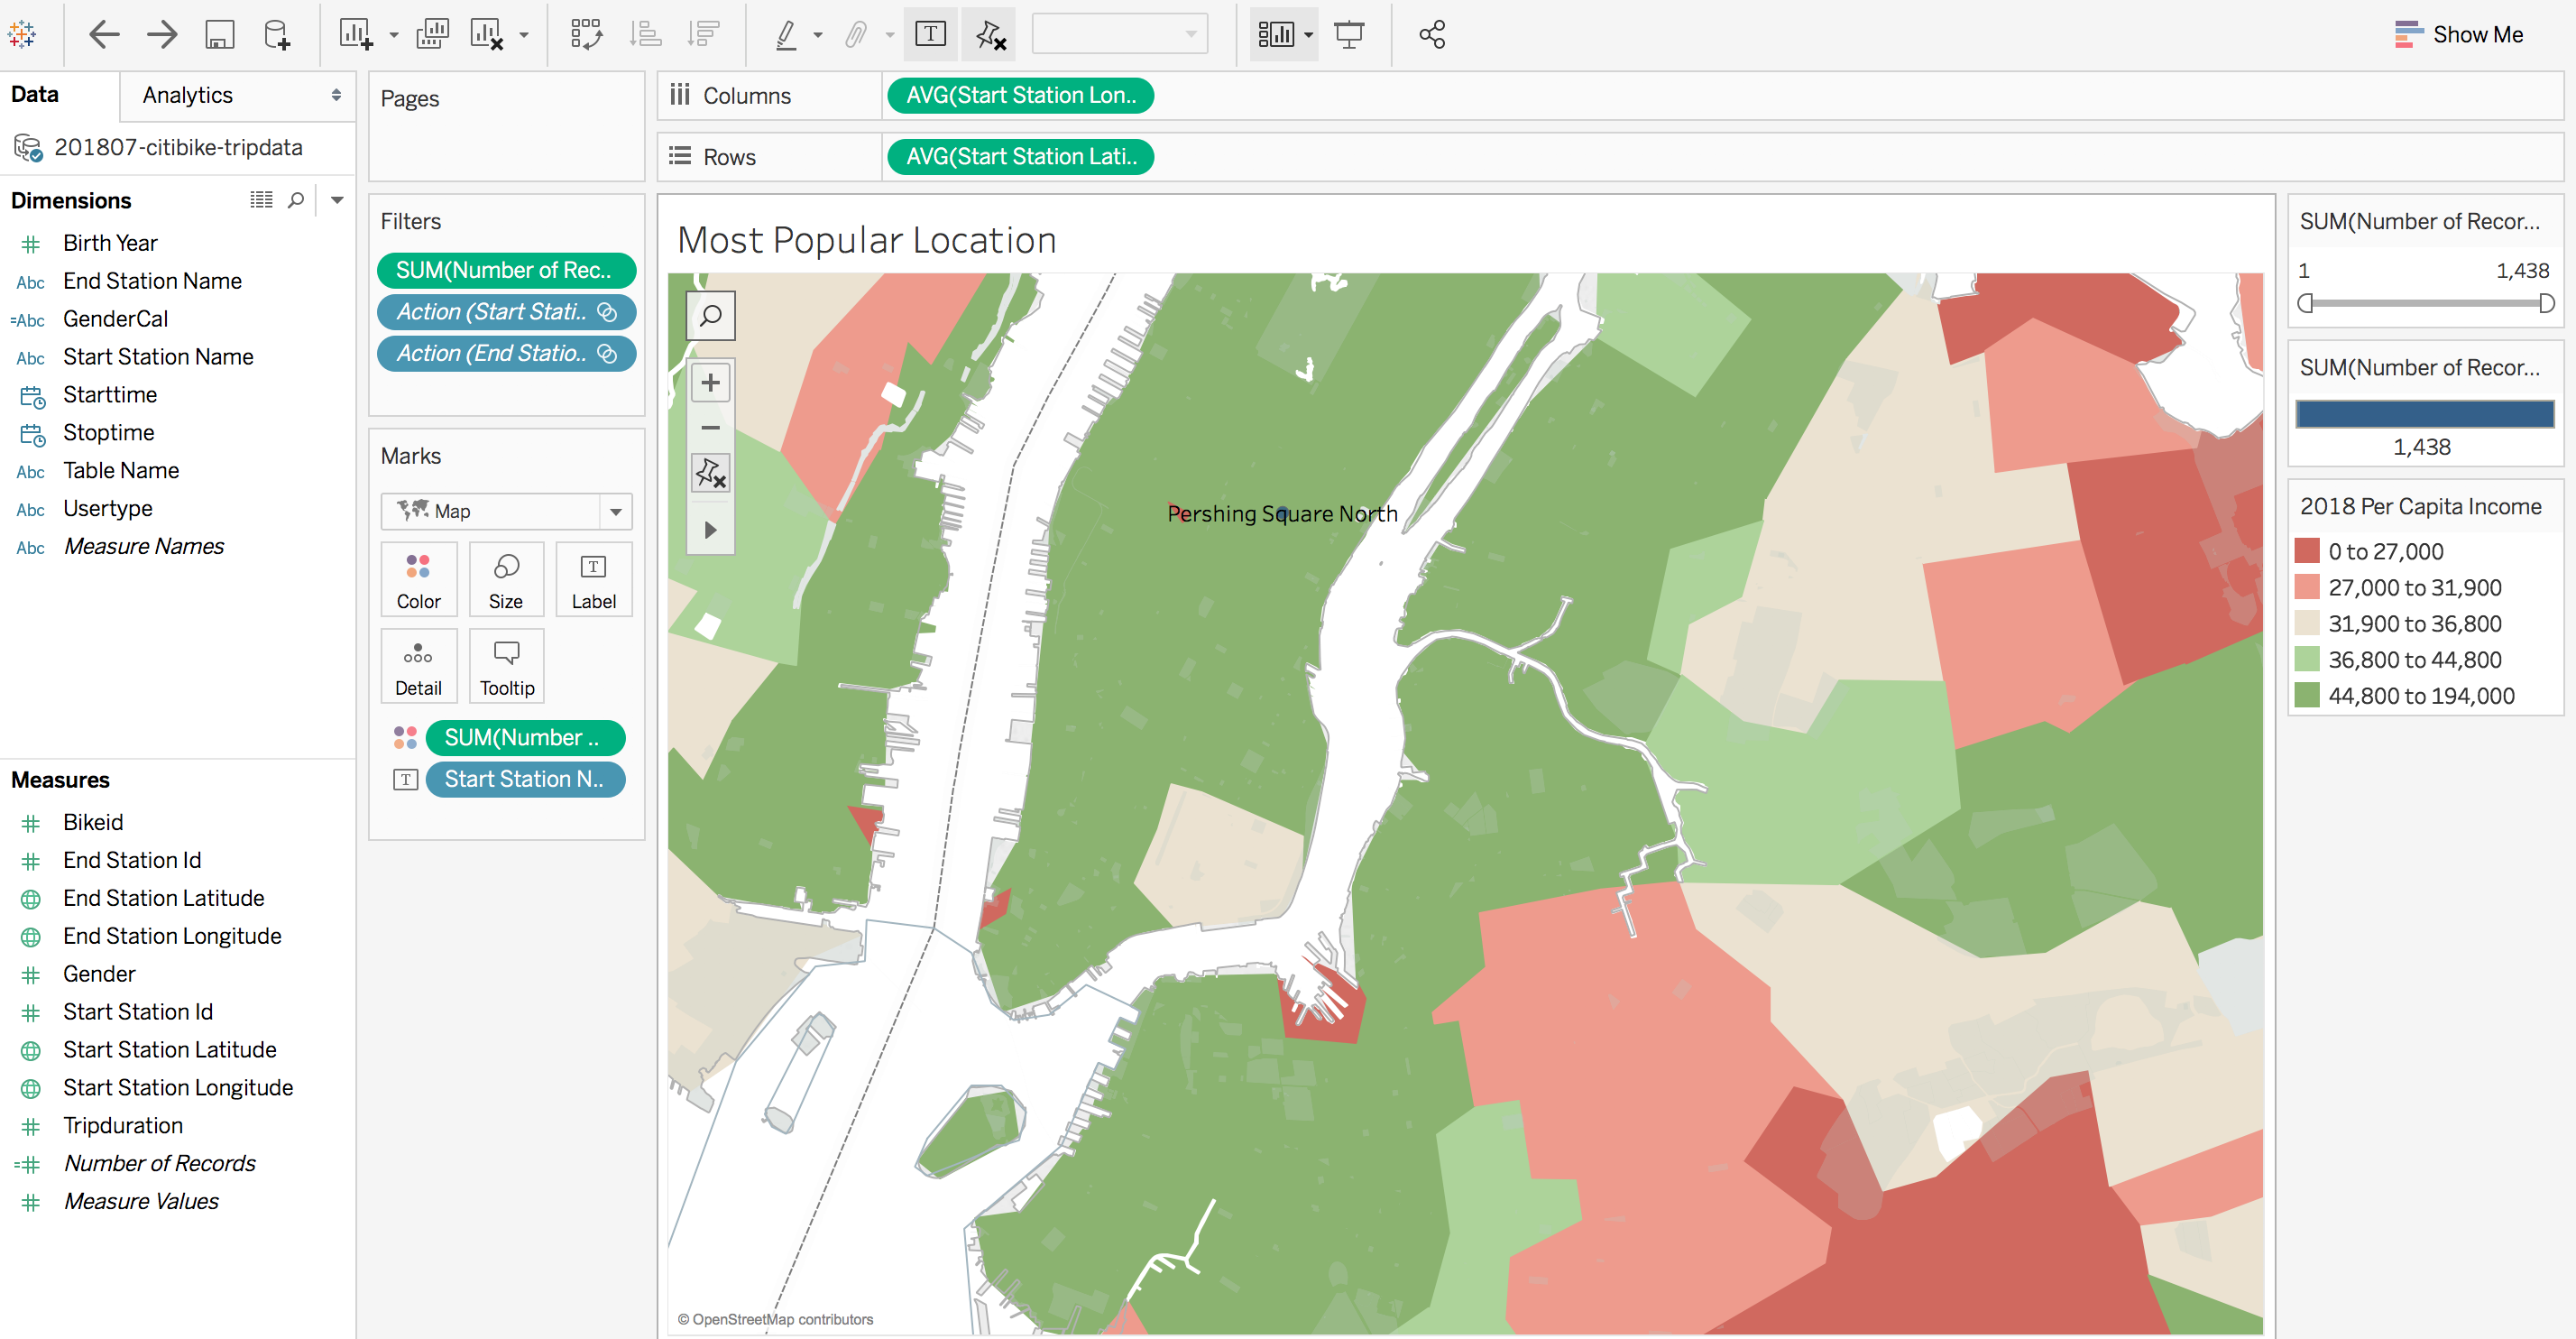 Show Me
Data
Analytics
201807-citibike-tripdata
Dimensions
# Birth Year
Abc End Station Name
=Abc GenderCal
Abc Start Station Name
Starttime
Stoptime
Abc Table Name
Abc Usertype
Abc Measure Names
Measures
# Bikeid
# End Station Id
End Station Latitude
End Station Longitude
# Gender
# Start Station Id
Start Station Latitude
Start Station Longitude
# Tripduration
=# Number of Records
# Measure Values
Pages
Filters
SUM(Number of Rec..
Action (Start Stati..
Action (End Statio..
Marks
Map
Color
Size
T
Label
Detail
Tooltip
SUM(Number ..
T Start Station N..
Columns
AVG(Start Station Lon..
Rows
AVG(Start Station Lati..
Most Popular Location
Pershing Square North
© OpenStreetMap contributors
SUM(Number of Recor...
1
1,438
SUM(Number of Recor...
1,438
2018 Per Capita Income
0 to 27,000
27,000 to 31,900
31,900 to 36,800
36,800 to 44,800
44,800 to 194,000